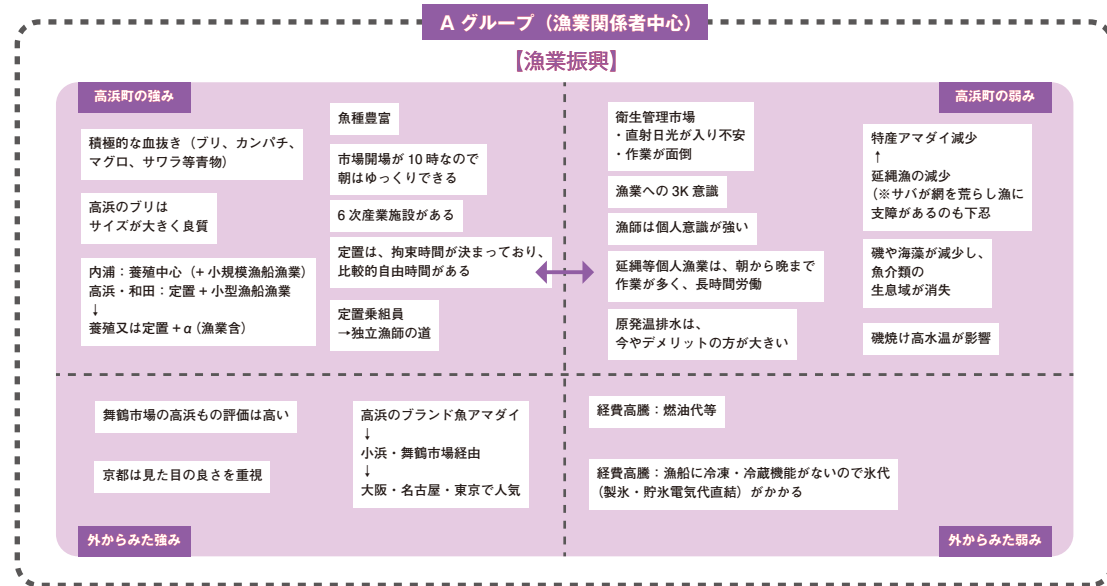 A グループ（漁業関係者中心）
【漁業振興】
高浜町の強み
積極的な血抜き（ブリ、カンパチ、
マグロ、サワラ等青物）
高浜のブリは
サイズが大きく良質
内浦：養殖中心（+ 小規模漁船漁業）
高浜・和田：定置 + 小型漁船漁業
↓
養殖又は定置 + α（漁業含）
魚種豊富
市場開場が 10 時なので
朝はゆっくりできる
6 次産業施設がある
定置は、拘束時間が決まっており、
比較的自由時間がある
定置乗組員
→独立漁師の道
高浜町の弱み
衛生管理市場
・直射日光が入り不安
・作業が面倒
漁業への 3K 意識
漁師は個人意識が強い
延縄等個人漁業は、朝から晩まで
作業が多く、長時間労働
原発温排水は、
今やデメリットの方が大きい
特産アマダイ減少
↑
延縄漁の減少
（※サバが網を荒らし漁に
支障があるのも下忍
磯や海藻が減少し、
魚介類の
生息域が消失
磯焼け高水温が影響
舞鶴市場の高浜もの評価は高い
京都は見た目の良さを重視
高浜のブランド魚アマダイ
↓
小浜・舞鶴市場経由
↓
大阪・名古屋・東京で人気
外からみた強み
経費高騰：燃油代等
経費高騰：漁船に冷凍・冷蔵機能がないので氷代
（製氷・貯氷電気代直結）がかかる
外からみた弱み